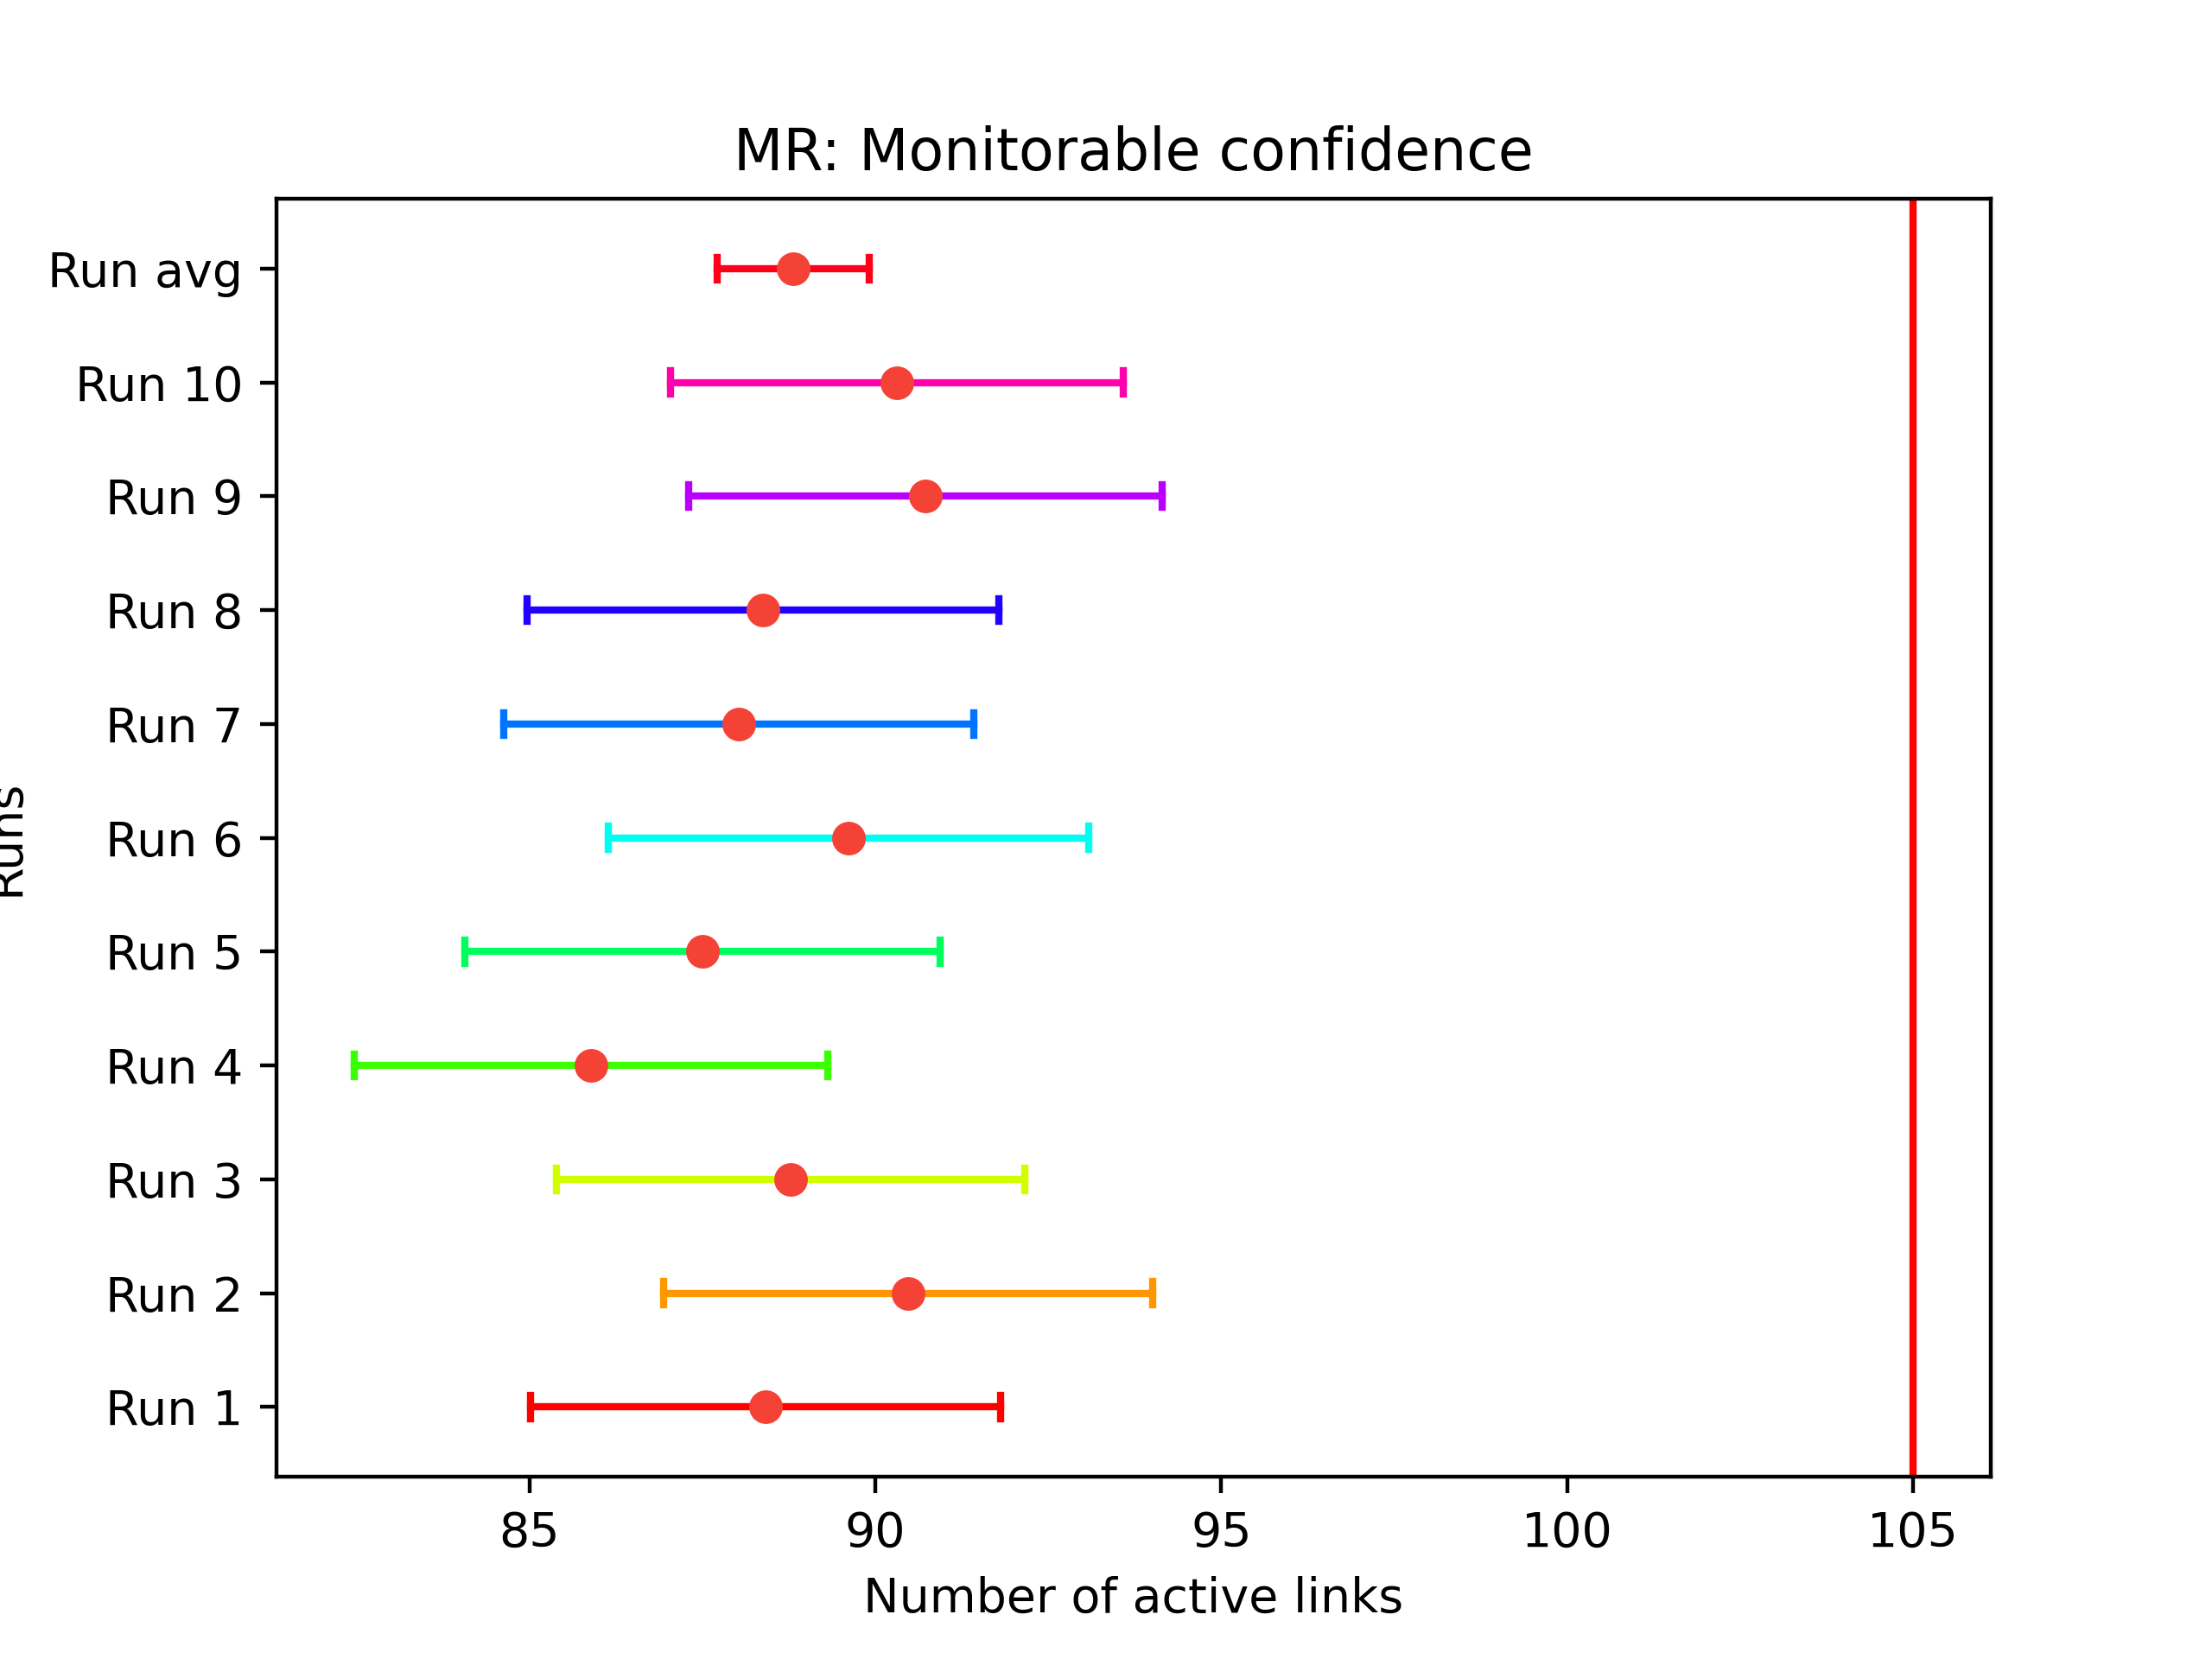 MR: Monitorable confidence
Run avg
Run 10
Run 9
Run 8
Run 7
Run 6
Run 5
Run 4
Run 3
Run 2
Run 1
Runs
85 90 95 100 105
Number of active links